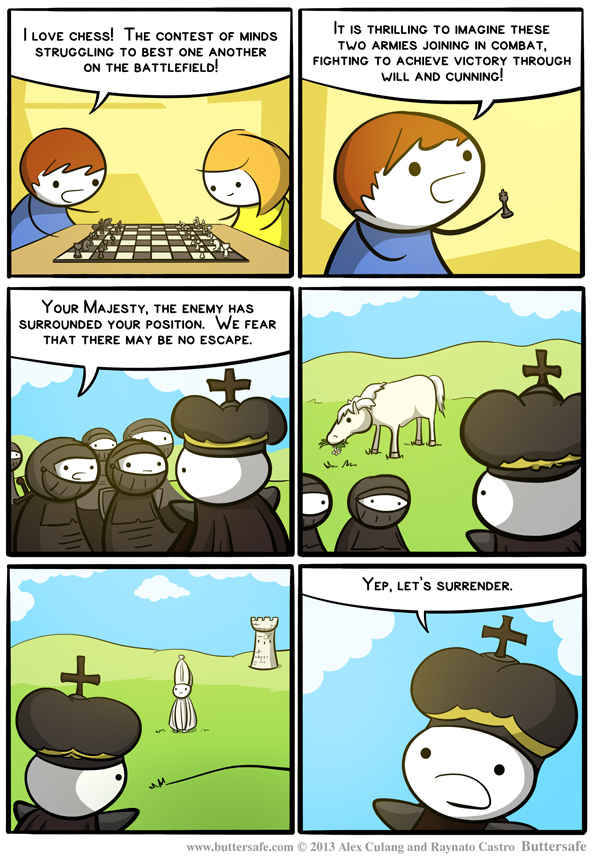 I love chess! The contest of minds
struggling to best one another
on the battlefield!
It is thrilling to imagine these
two armies joining in combat,
fighting to achieve victory through
will and cunning!
Your Majesty, the enemy has
surrounded your position. We fear
that there may be no escape.
Yep, let's surrender.
www.buttersafe.com © 2013 Alex Culang and Raynato Castro Buttersafe